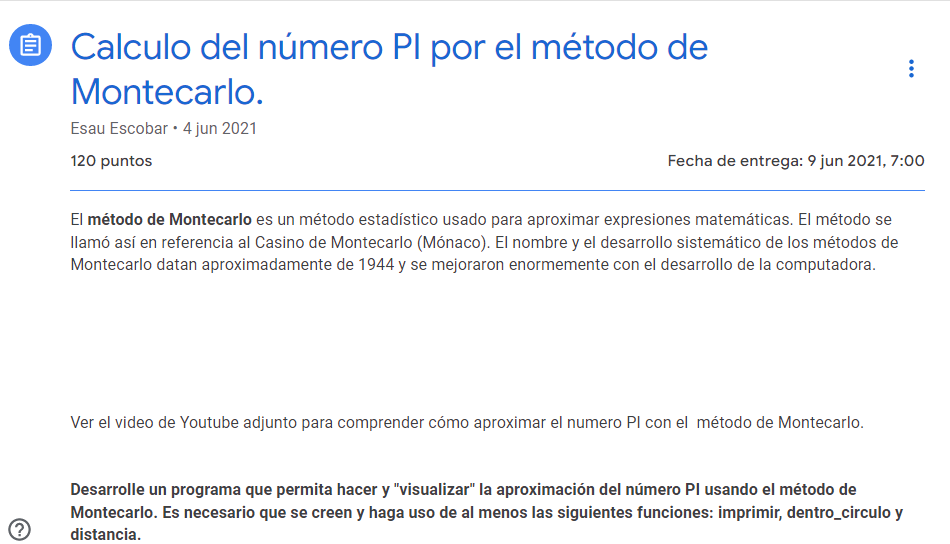 Calculo del número PI por el método de
Montecarlo.
Esau Escobar • 4 jun 2021
120 puntos
Fecha de entrega: 9 jun 2021, 7:00
El método de Montecarlo es un método estadístico usado para aproximar expresiones matemáticas. El método se
llamó así en referencia al Casino de Montecarlo (Mónaco). El nombre y el desarrollo sistemático de los métodos de
Montecarlo datan aproximadamente de 1944 y se mejoraron enormemente con el desarrollo de la computadora.
Ver el video de Youtube adjunto para comprender cómo aproximar el numero PI con el  método de Montecarlo.
Desarrolle un programa que permita hacer y "visualizar" la aproximación del número PI usando el método de
Montecarlo. Es necesario que se creen y haga uso de al menos las siguientes funciones: imprimir, dentro_circulo y
distancia.